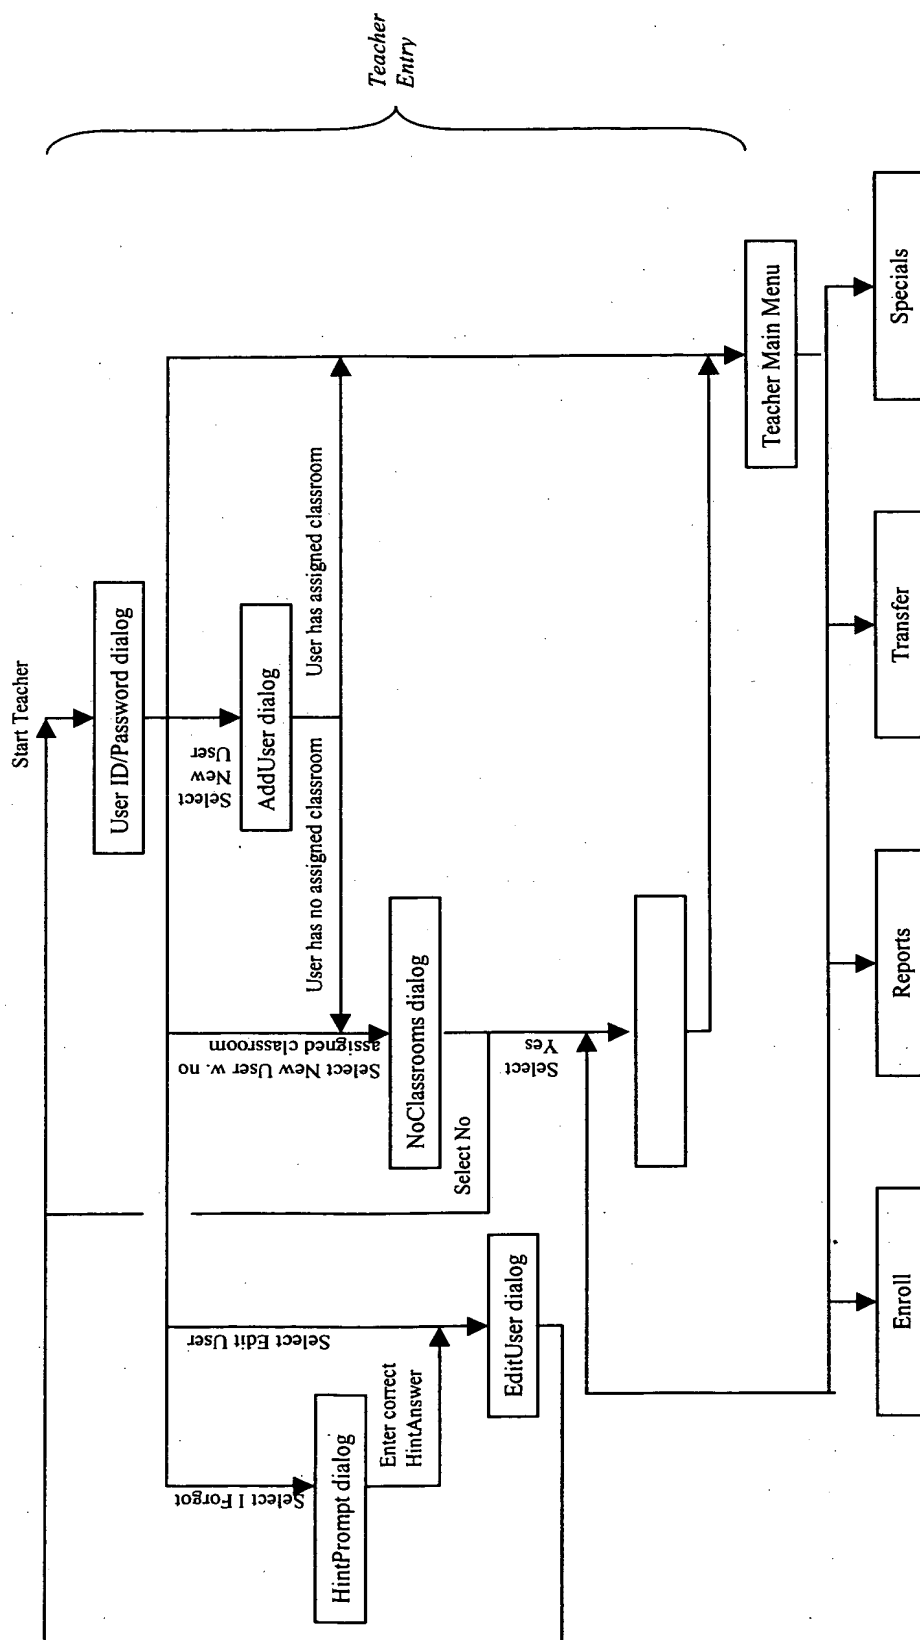 Teacher
Entry
Start Teacher
User ID/Password dialog
Select
New
User
AddUser dialog
User has no assigned classroom
User has assigned classroom
Select New User w. no
assigned classroom
NoClassrooms dialog
Select No
Select
Yes
Select Edit User
Select I Forgot
HintPrompt dialog
Enter correct
HintAnswer
EditUser dialog
Teacher Main Menu
Enroll
Reports
Transfer
Specials